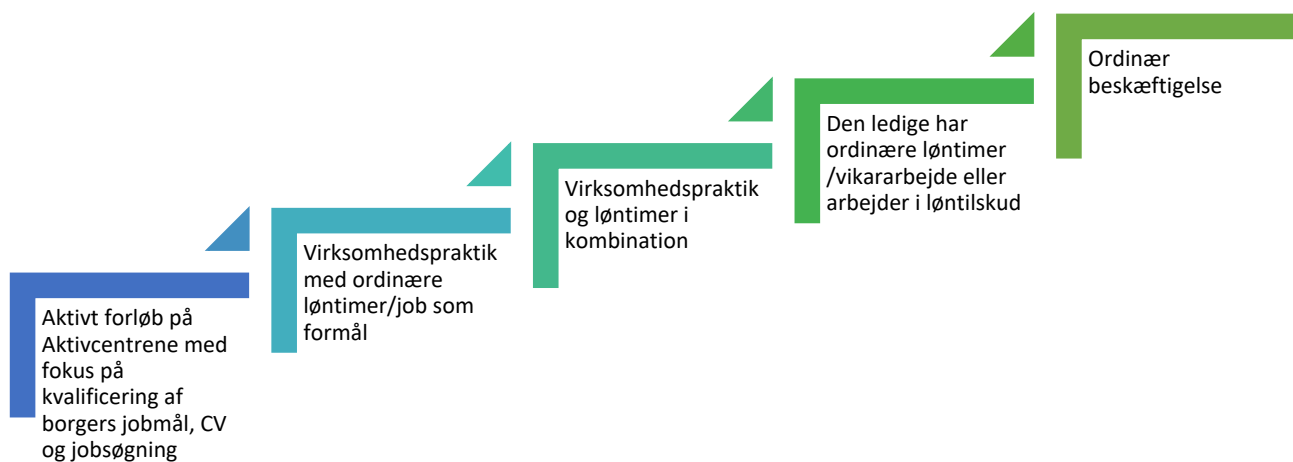 Aktivt forløb på
Aktivcentrene med
fokus på
kvalificering af
borgers jobmål, CV
og jobsøgning
Virksomhedspraktik
med ordinære
løntimer/job som
formål
Virksomhedspraktik
og løntimer i
kombination
Den ledige har
ordinære løntimer
/vikararbejde eller
arbejder i løntilskud
Ordinær
beskæftigelse